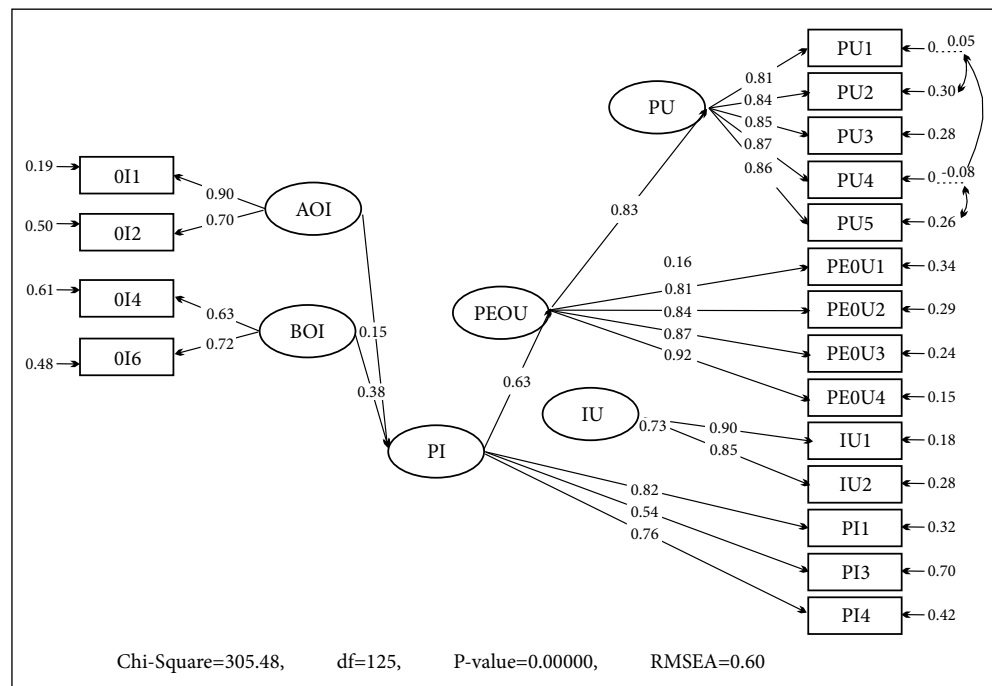 0.19
0I1
0.90
0.50
0I2
0.70
AOI
0.61
0I4
0.63
0.48
0I6
0.72
BOI
0.15
0.38
PI
0.63
PEOU
0.83
PU
0.81
0.84
0.85
0.87
0.86
PU1
0
0.05
PU2
0.30
PU3
0.28
PU4
0
-0.08
PU5
0.26
0.16
0.81
0.84
0.87
0.92
PE0U1
0.34
PE0U2
0.29
PE0U3
0.24
PE0U4
0.15
IU
0.73
0.90
0.85
IU1
0.18
IU2
0.28
0.82
0.54
0.76
PI1
0.32
PI3
0.70
PI4
0.42
Chi-Square=305.48, df=125, P-value=0.00000, RMSEA=0.60